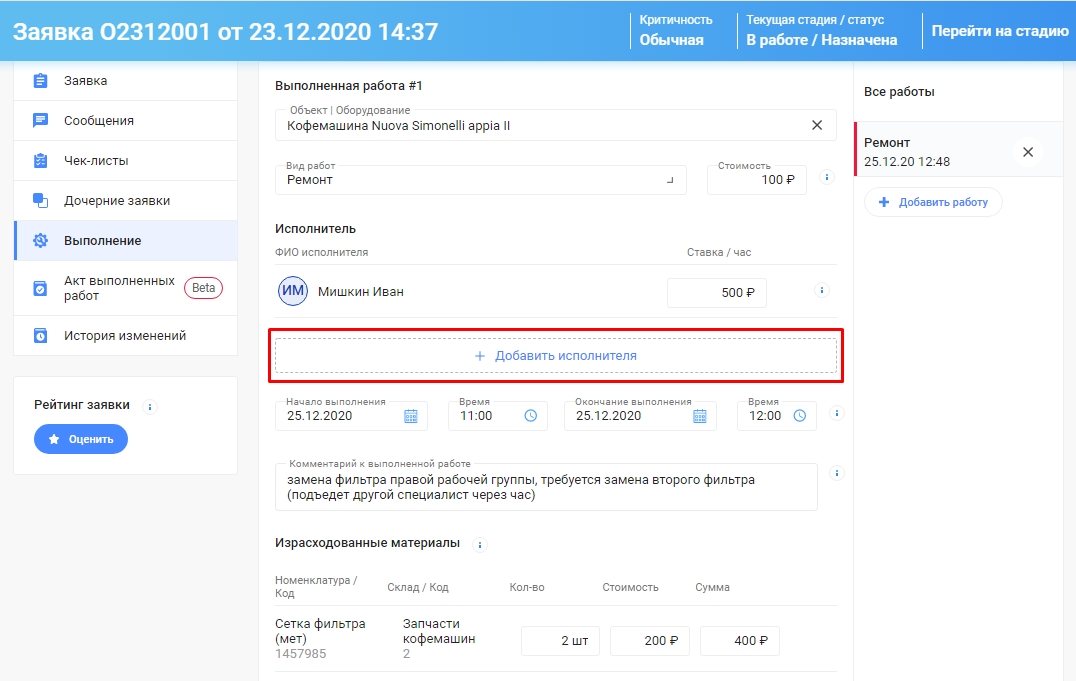 Заявка О2312001 от 23.12.2020 14:37
Критичность
Обычная
Текущая стадия / статус
В работе / Назначена
Перейти на стадию
Заявка
Сообщения
Чек-листы
Дочерние заявки
Выполнение
Акт выполненных
работ
Beta
История изменений
Рейтинг заявки
Оценить
Выполненная работа #1
Объект | Оборудование
Кофемашина Nuova Simonelli appia II
Вид работ
Ремонт
Стоимость
100 ₽
Исполнитель
ФИО исполнителя
Ставка / час
ИМ
Мишкин Иван
500 ₽
+ Добавить исполнителя
Начало выполнения
25.12.2020
Время
11:00
Окончание выполнения
25.12.2020
Время
12:00
Комментарий к выполненной работе
замена фильтра правой рабочей группы, требуется замена второго фильтра
(подъедет другой специалист через час)
Израсходованные материалы
Номенклатура /
Код
Склад / Код
Кол-во
Стоимость
Сумма
Сетка фильтра
(мет)
1457985
Запчасти
кофемашин
2
2 шт
200 ₽
400 ₽
Все работы
Ремонт
25.12.20 12:48
+ Добавить работу